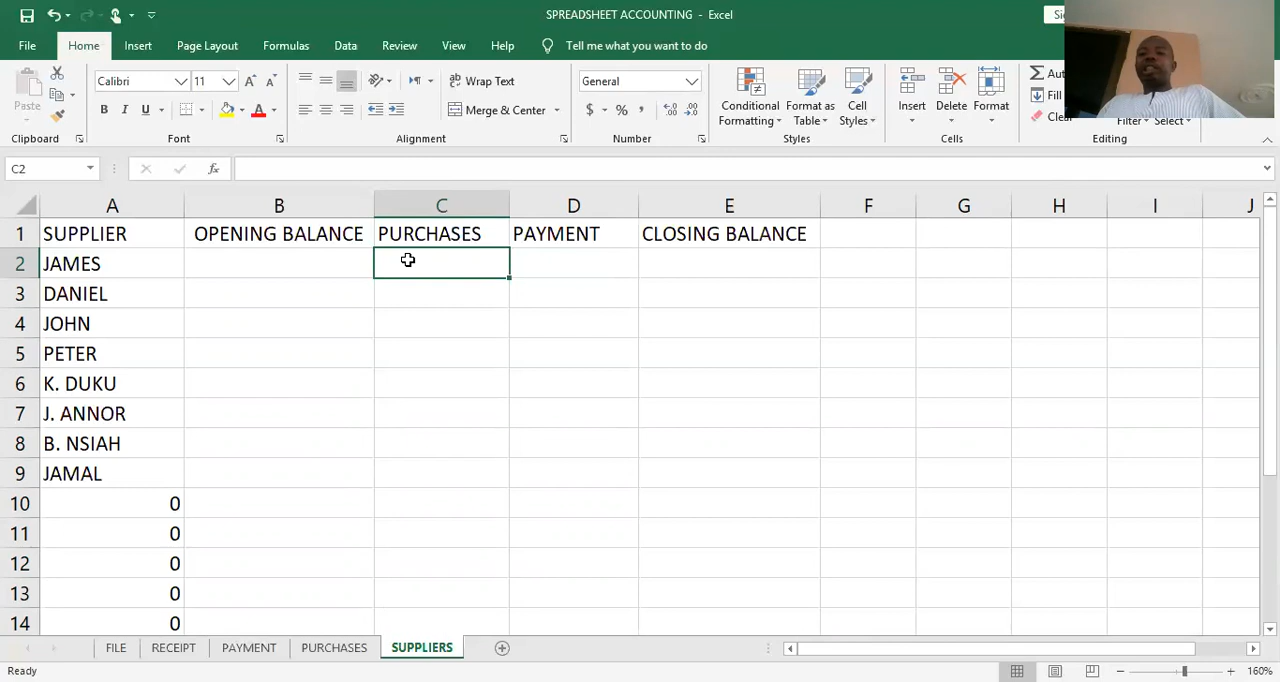 SPREADSHEET ACCOUNTING - Excel
File Home Insert Page Layout Formulas Data Review View Help Tell me what you want to do
Calibri 11 Wrap Text General
Paste B I U A Merge & Center $ % , Conditional Formatting Format as Table Cell Styles Insert Delete Format Fill Filter Select
Clipboard Font Alignment Number Styles Cells Editing
C2 fx
A B C D E F G H I J
1 SUPPLIER OPENING BALANCE PURCHASES PAYMENT CLOSING BALANCE
2 JAMES
3 DANIEL
4 JOHN
5 PETER
6 K. DUKU
7 J. ANNOR
8 B. NSIAH
9 JAMAL
10 0
11 0
12 0
13 0
14 0
FILE RECEIPT PAYMENT PURCHASES SUPPLIERS
Ready 160%